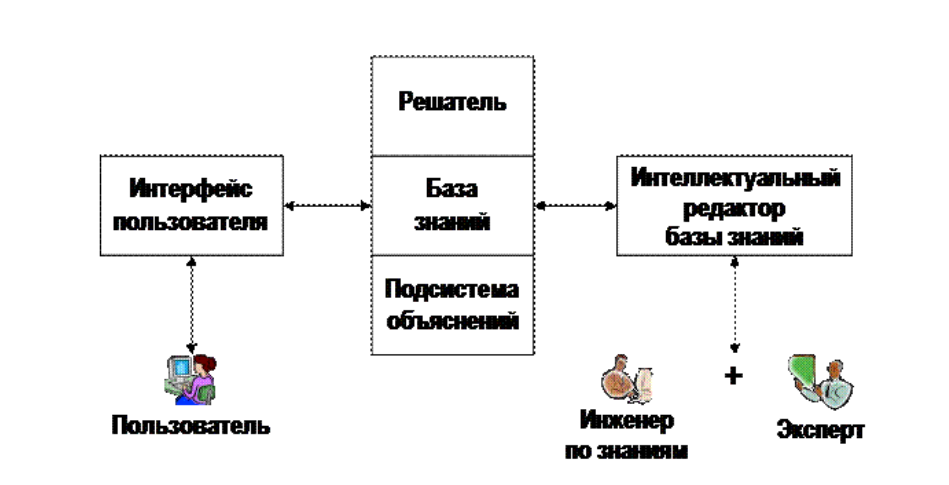 Решатель
Интерфейс
пользователя
База
знаний
Интеллектуальный
редактор
базы знаний
Подсистема
объяснений
+
Пользователь
Инженер
по знаниям
Эксперт